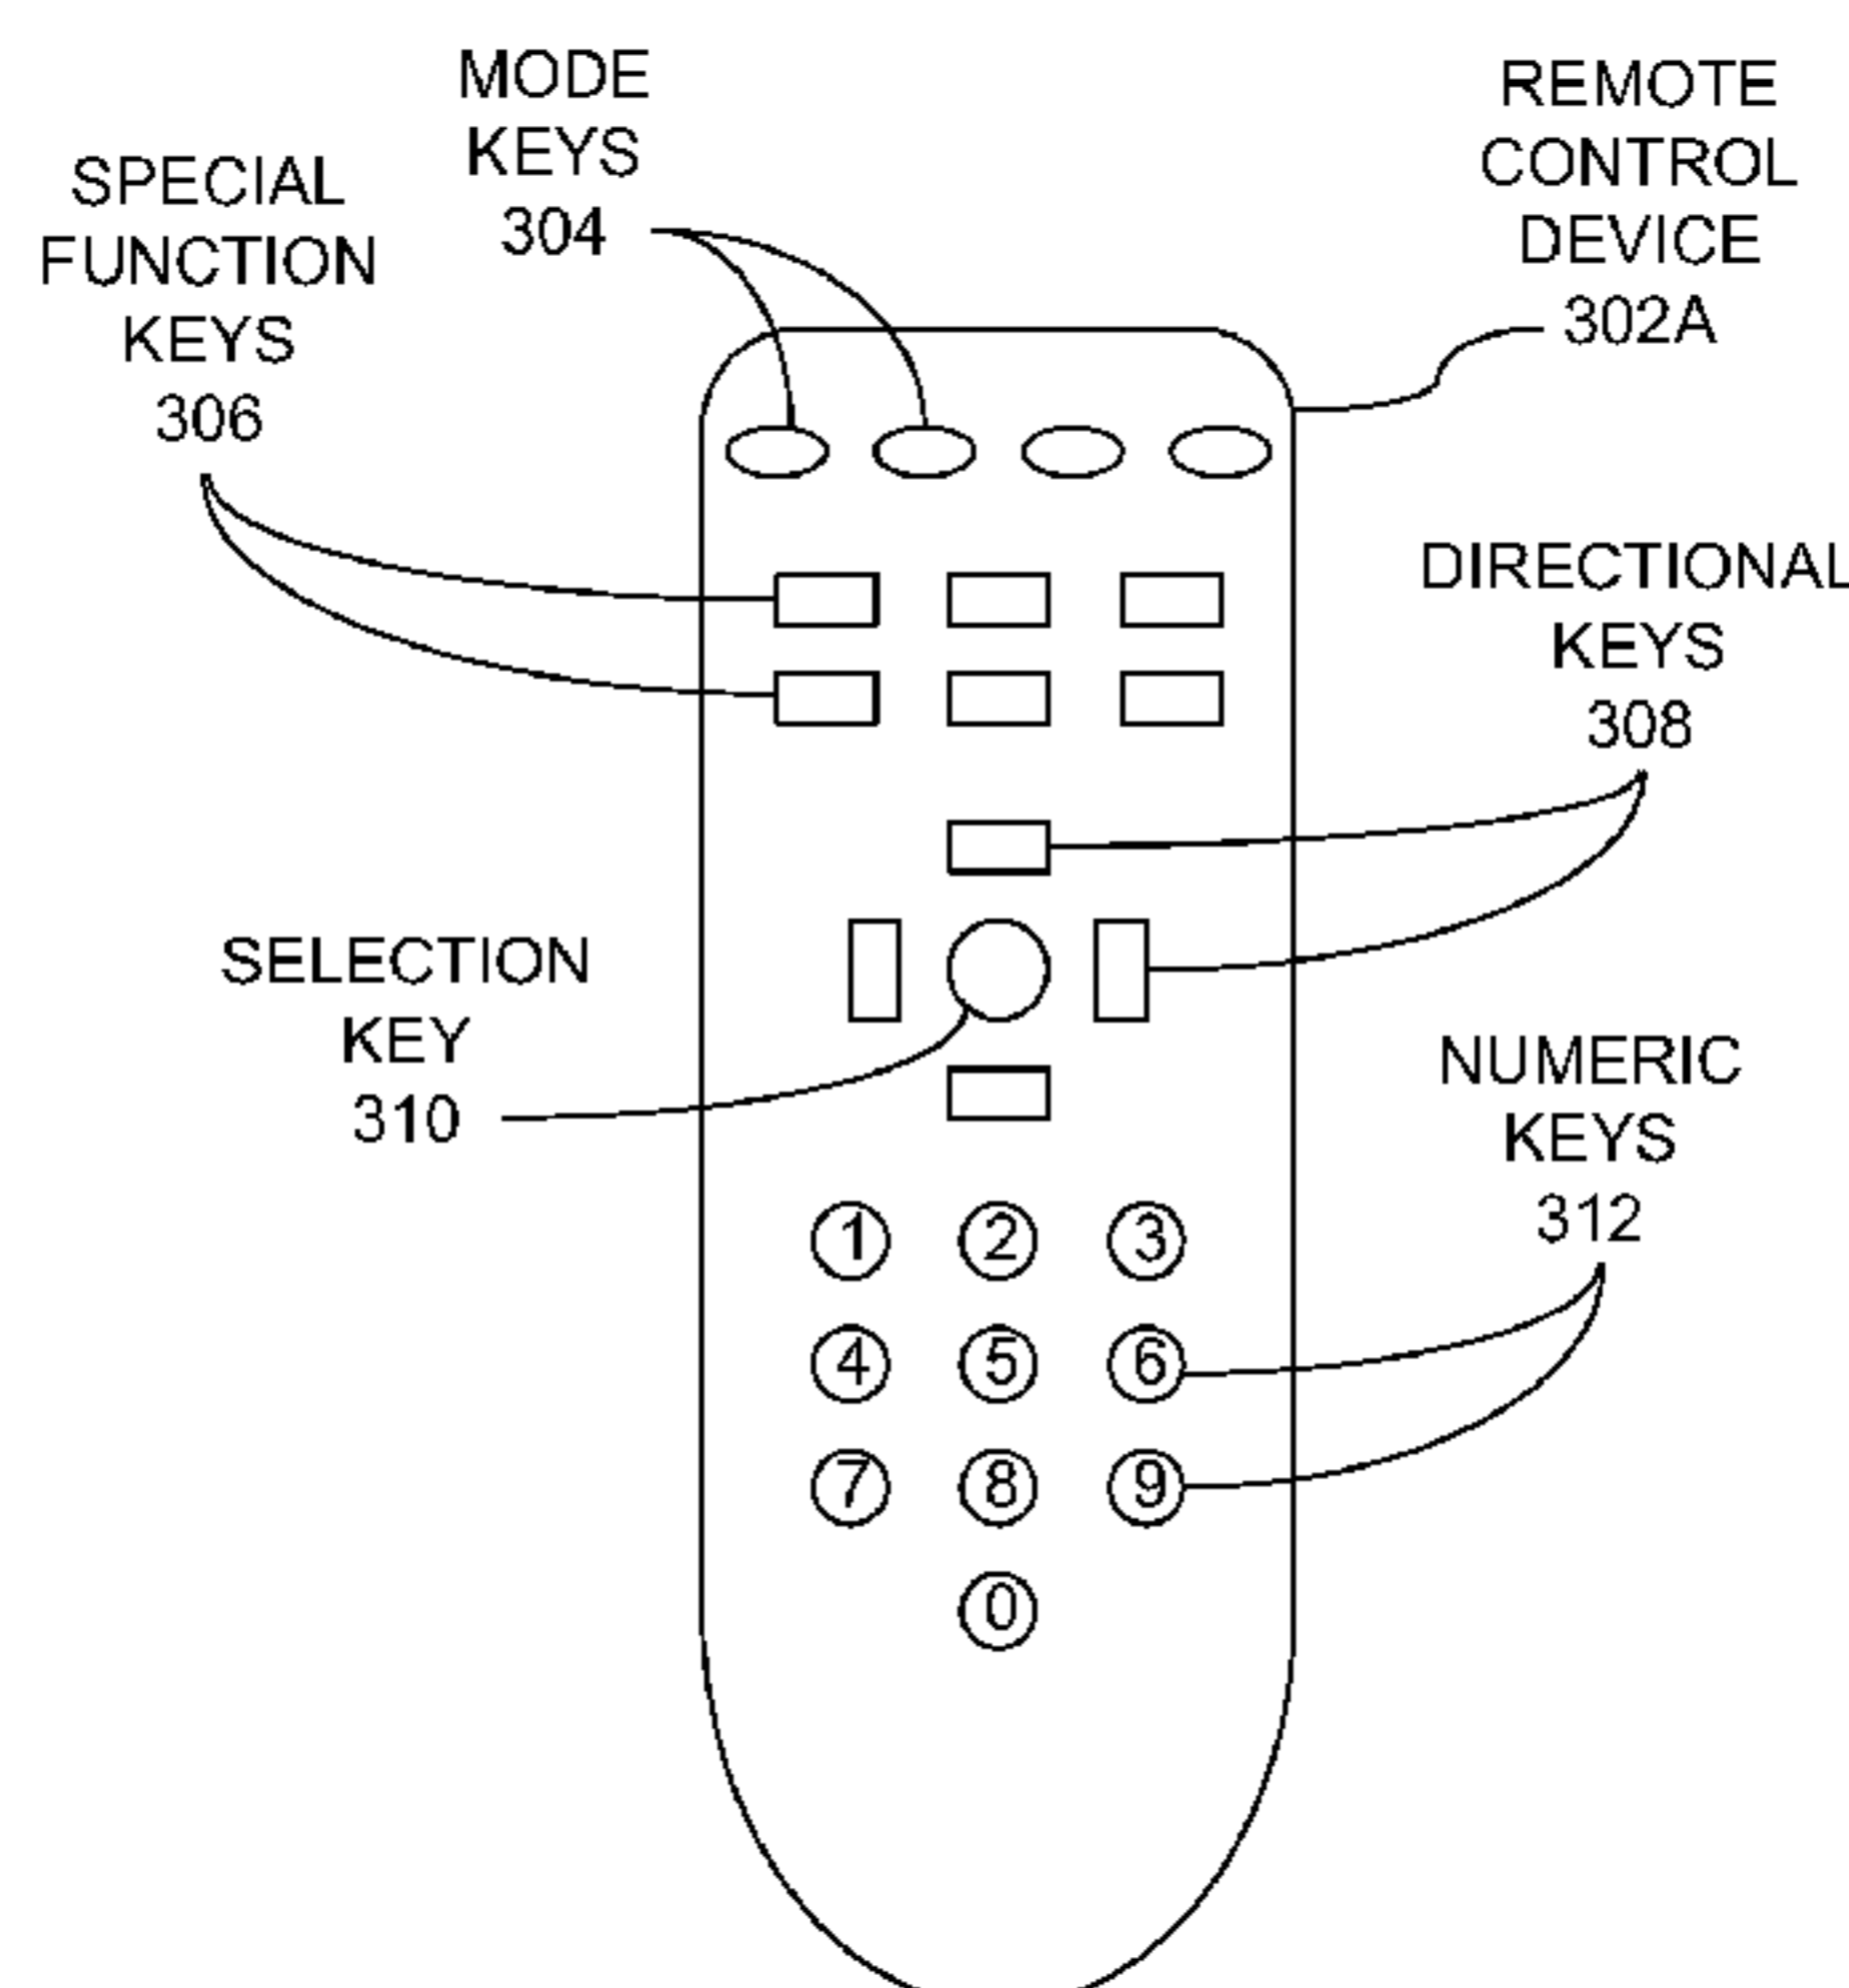 MODE
KEYS
304
REMOTE
CONTROL
DEVICE
302A
SPECIAL
FUNCTION
KEYS
306
DIRECTIONAL
KEYS
308
SELECTION
KEY
310
NUMERIC
KEYS
312
1 2 3
4 5 6
7 8 9
0